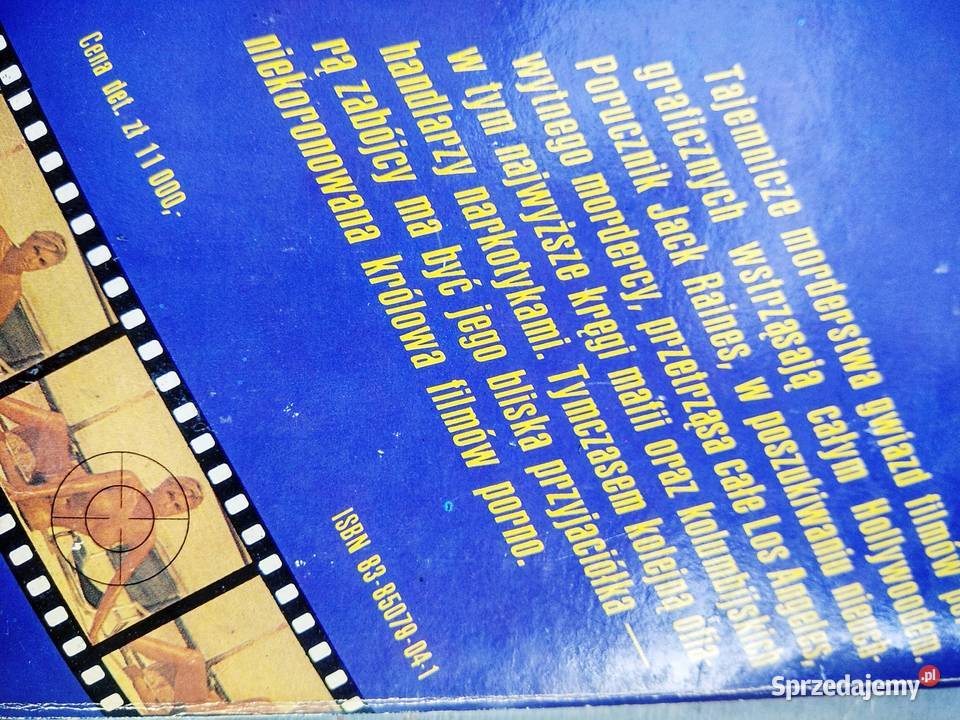 Tajemnicze morderstwa gwiazd filmów
graficznych wstrząsają całym Hollywoodem.
Porucznik Jack Raines, w poszukiwaniu nieuch-
wytnego mordercy, przetrząsa całe Los Angeles,
w tym najwyższe kręgi mafii oraz kolumbijskich
handlarzy narkotykami. Tymczasem kolejną ofia-
rą zabójcy ma być jego bliska przyjaciółka —
niekoronowana królowa filmów porno.
Cena det. zł 11 000,-
ISBN 83-85079-04-1
Sprzedajemy.pl